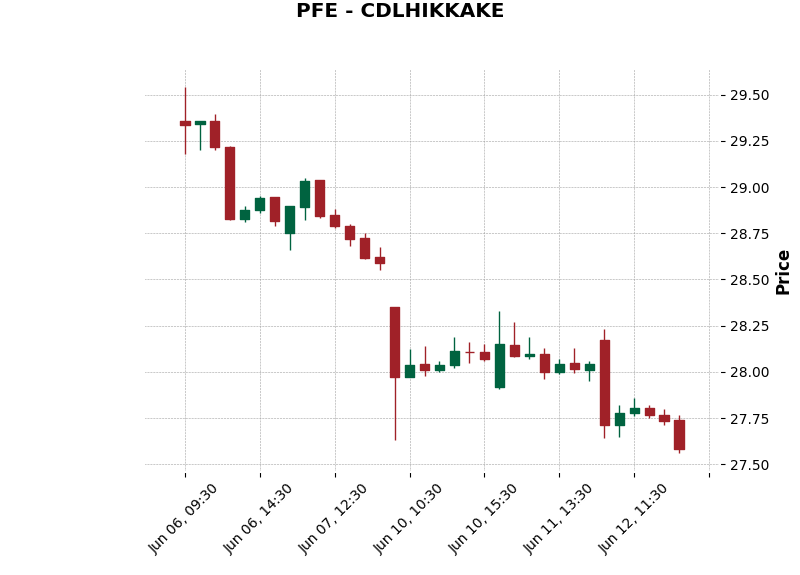 PFE - CDLHIKKAKE
29.50
29.25
29.00
28.75
28.50
28.25
28.00
27.75
27.50
Price
Jun 06, 09:30
Jun 06, 14:30
Jun 07, 12:30
Jun 10, 10:30
Jun 10, 15:30
Jun 11, 13:30
Jun 12, 11:30